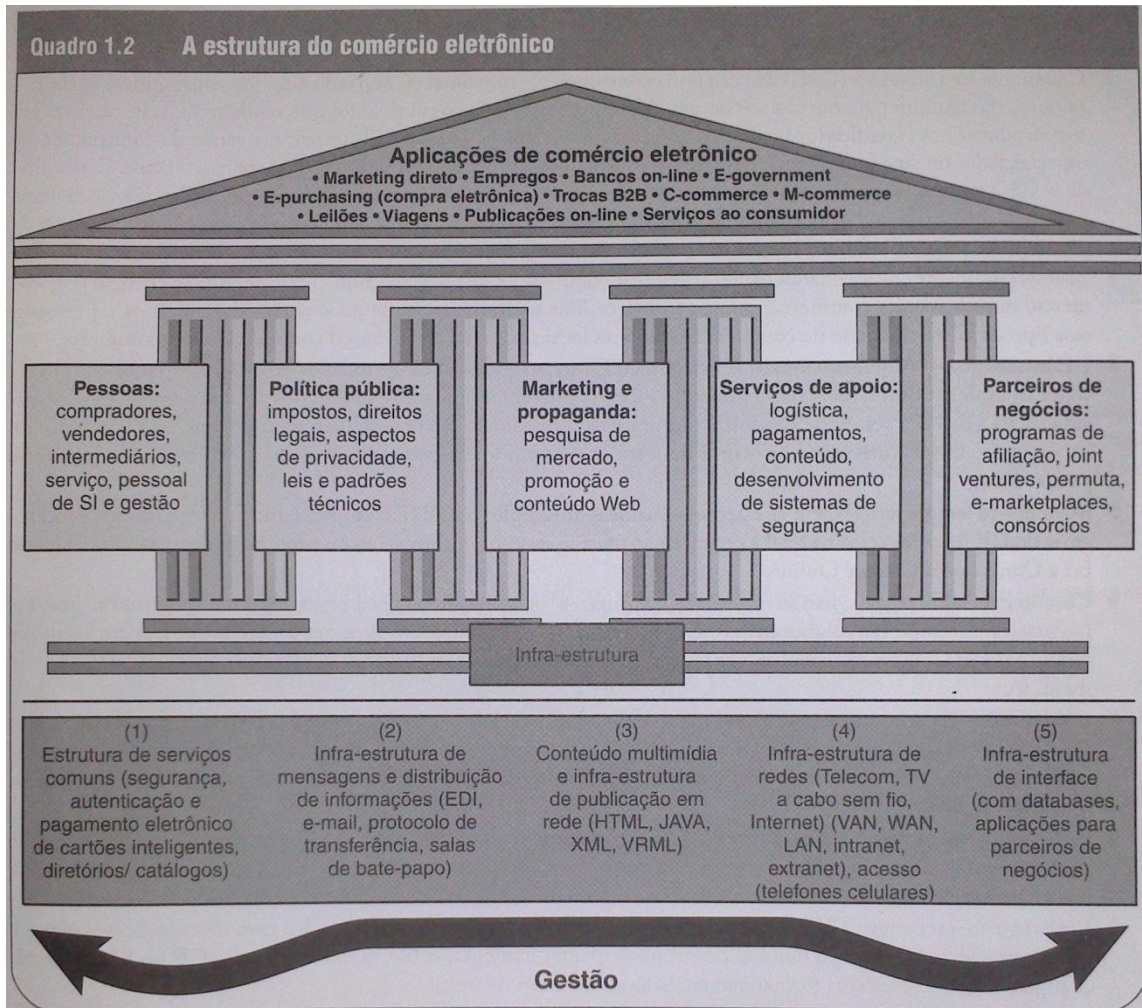 Quadro 1.2 A estrutura do comércio eletrônico
Aplicações de comércio eletrônico
• Marketing direto • Empregos • Bancos on-line • E-government
• E-purchasing (compra eletrônica) • Trocas B2B • C-commerce • M-commerce
• Leilões • Viagens • Publicações on-line • Serviços ao consumidor
Pessoas:
compradores,
vendedores,
intermediários,
serviço, pessoal
de SI e gestão
Política pública:
impostos, direitos
legais, aspectos
de privacidade,
leis e padrões
técnicos
Marketing e
propaganda:
pesquisa de
mercado,
promoção e
conteúdo Web
Serviços de apoio:
logística,
pagamentos,
conteúdo,
desenvolvimento
de sistemas de
segurança
Parceiros de
negócios:
programas de
afiliação, joint
ventures, permuta,
e-marketplaces,
consórcios
Infra-estrutura
(1)
Estrutura de serviços
comuns (segurança,
autenticação e
pagamento eletrônico
de cartões inteligentes,
diretórios/ catálogos)
(2)
Infra-estrutura de
mensagens e distribuição
de informações (EDI,
e-mail, protocolo de
transferência, salas
de bate-papo)
(3)
Conteúdo multimídia
e infra-estrutura
de publicação em
rede (HTML, JAVA,
XML, VRML)
(4)
Infra-estrutura de
redes (Telecom, TV
a cabo sem fio,
Internet) (VAN, WAN,
LAN, intranet,
extranet), acesso
(telefones celulares)
(5)
Infra-estrutura
de interface
(com databases,
aplicações para
parceiros de
negócios)
Gestão